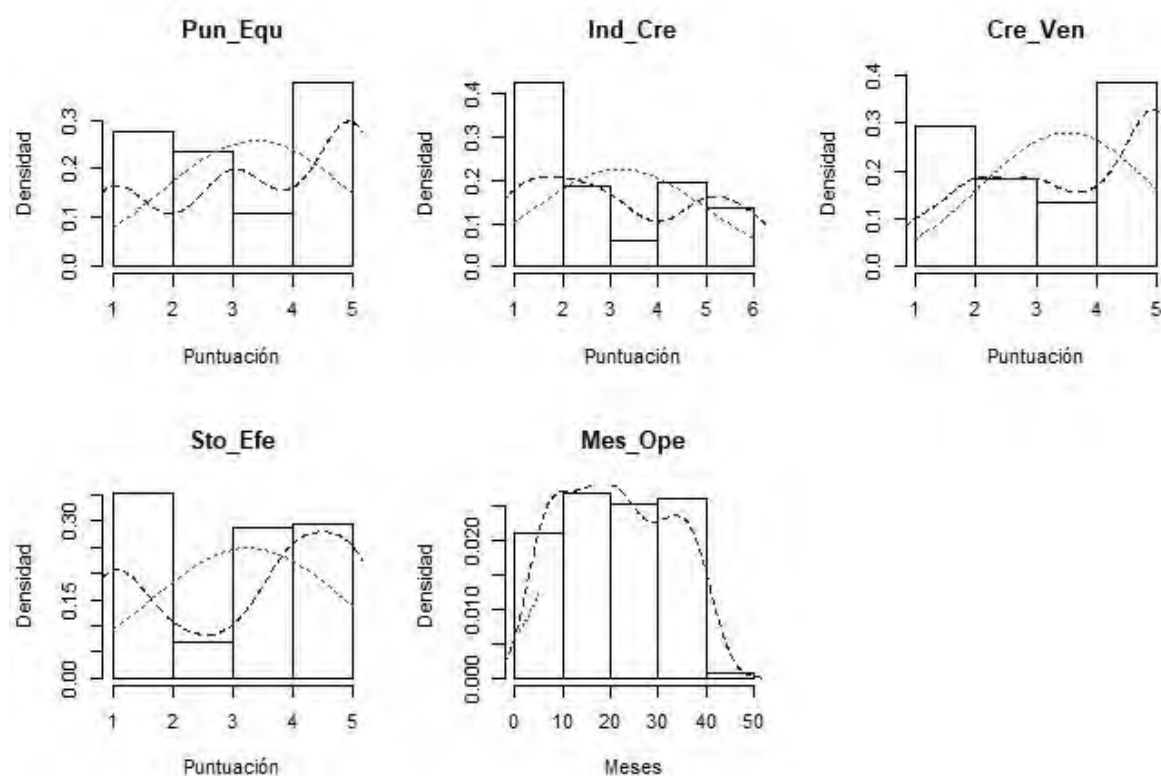 Pun_Equ
Densidad
0.0 0.1 0.2 0.3
1 2 3 4 5
Puntuación
Ind_Cre
Densidad
0.0 0.1 0.2 0.3 0.4
1 2 3 4 5 6
Puntuación
Cre_Ven
Densidad
0.0 0.1 0.2 0.3 0.4
1 2 3 4 5
Puntuación
Sto_Efe
Densidad
0.00 0.15 0.30
1 2 3 4 5
Puntuación
Mes_Ope
Densidad
0.000 0.010 0.020
0 10 20 30 40 50
Meses